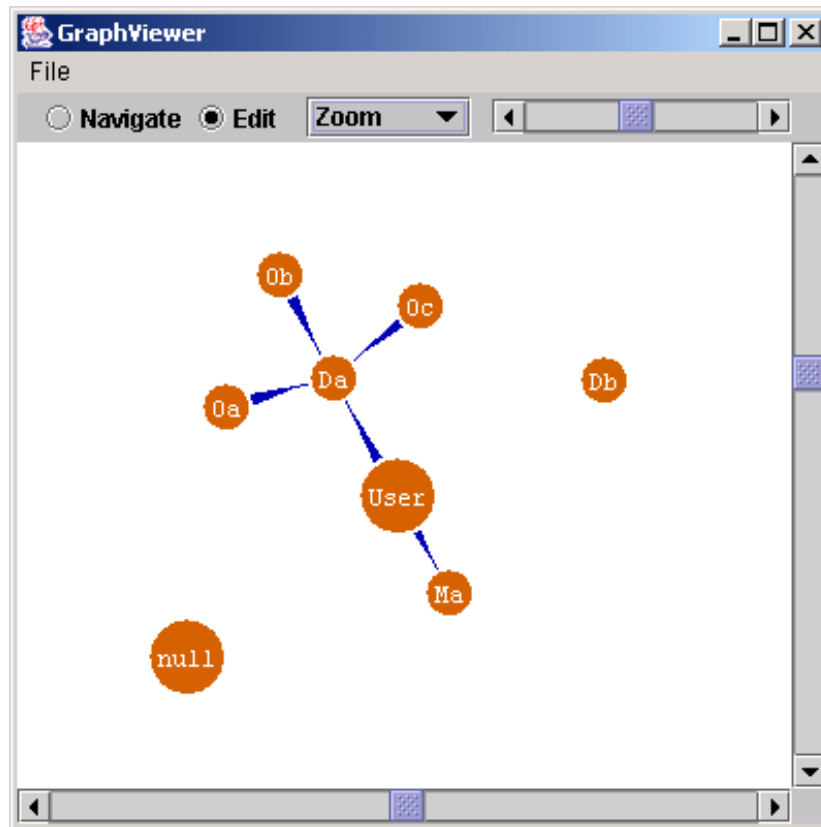 GraphViewer
File
Navigate Edit Zoom
Ob
Oc
Da
Db
Oa
User
Ma
null